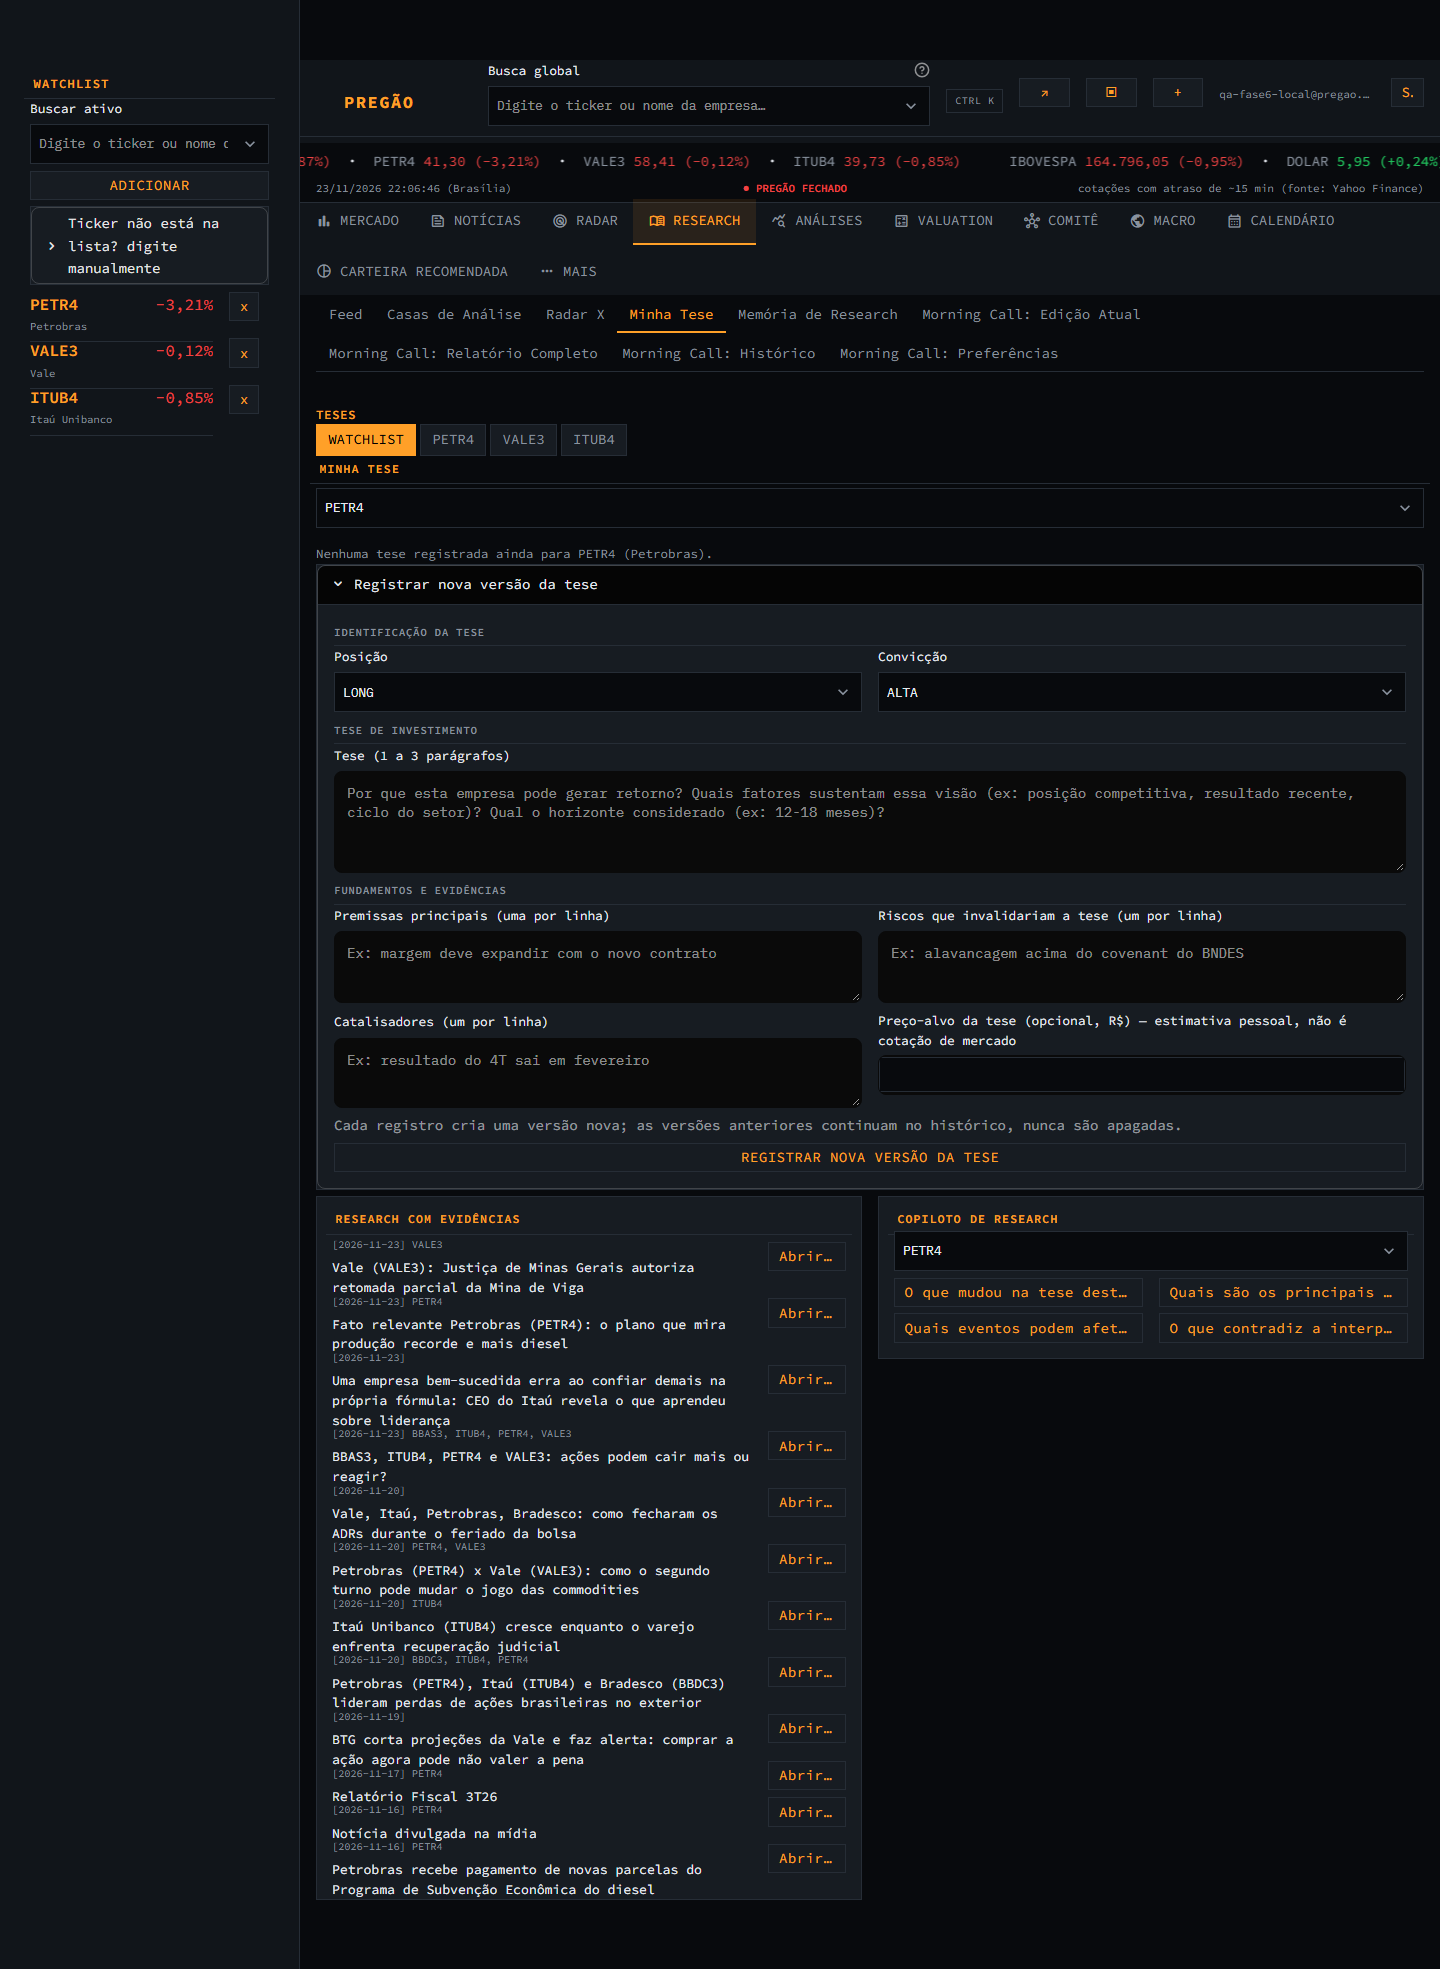 WATCHLIST
Buscar ativo
Digite o ticker ou nome d
ADICIONAR
Ticker não está na
lista? digite
manualmente
PETR4 -3,21% x
Petrobras
VALE3 -0,12% x
Vale
ITUB4 -0,85% x
Itaú Unibanco
PREGÃO
Busca global
Digite o ticker ou nome da empresa…
CTRL K
↗
+
qa-fase6-local@pregao.…
S.
87%) • PETR4 41,30 (-3,21%) • VALE3 58,41 (-0,12%) • ITUB4 39,73 (-0,85%) IBOVESPA 164.796,05 (-0,95%) • DOLAR 5,95 (+0,24%
23/11/2026 22:06:46 (Brasília)
● PREGÃO FECHADO
cotações com atraso de ~15 min (fonte: Yahoo Finance)
MERCADO NOTÍCIAS RADAR RESEARCH ANÁLISES VALUATION COMITÊ MACRO CALENDÁRIO
CARTEIRA RECOMENDADA MAIS
Feed Casas de Análise Radar X Minha Tese Memória de Research Morning Call: Edição Atual
Morning Call: Relatório Completo Morning Call: Histórico Morning Call: Preferências
TESES
WATCHLIST PETR4 VALE3 ITUB4
MINHA TESE
PETR4
Nenhuma tese registrada ainda para PETR4 (Petrobras).
Registrar nova versão da tese
IDENTIFICAÇÃO DA TESE
Posição
LONG
Convicção
ALTA
TESE DE INVESTIMENTO
Tese (1 a 3 parágrafos)
Por que esta empresa pode gerar retorno? Quais fatores sustentam essa visão (ex: posição competitiva, resultado recente,
ciclo do setor)? Qual o horizonte considerado (ex: 12-18 meses)?
FUNDAMENTOS E EVIDÊNCIAS
Premissas principais (uma por linha)
Ex: margem deve expandir com o novo contrato
Riscos que invalidariam a tese (um por linha)
Ex: alavancagem acima do covenant do BNDES
Catalisadores (um por linha)
Ex: resultado do 4T sai em fevereiro
Preço-alvo da tese (opcional, R$) — estimativa pessoal, não é
cotação de mercado
Cada registro cria uma versão nova; as versões anteriores continuam no histórico, nunca são apagadas.
REGISTRAR NOVA VERSÃO DA TESE
RESEARCH COM EVIDÊNCIAS
[2026-11-23] VALE3
Vale (VALE3): Justiça de Minas Gerais autoriza
retomada parcial da Mina de Viga
Abrir…
[2026-11-23] PETR4
Fato relevante Petrobras (PETR4): o plano que mira
produção recorde e mais diesel
Abrir…
[2026-11-23]
Uma empresa bem-sucedida erra ao confiar demais na
própria fórmula: CEO do Itaú revela o que aprendeu
sobre liderança
Abrir…
[2026-11-23] BBAS3, ITUB4, PETR4, VALE3
BBAS3, ITUB4, PETR4 e VALE3: ações podem cair mais ou
reagir?
Abrir…
[2026-11-20]
Vale, Itaú, Petrobras, Bradesco: como fecharam os
ADRs durante o feriado da bolsa
Abrir…
[2026-11-20] PETR4, VALE3
Petrobras (PETR4) x Vale (VALE3): como o segundo
turno pode mudar o jogo das commodities
Abrir…
[2026-11-20] ITUB4
Itaú Unibanco (ITUB4) cresce enquanto o varejo
enfrenta recuperação judicial
Abrir…
[2026-11-20] BBDC3, ITUB4, PETR4
Petrobras (PETR4), Itaú (ITUB4) e Bradesco (BBDC3)
lideram perdas de ações brasileiras no exterior
Abrir…
[2026-11-19]
BTG corta projeções da Vale e faz alerta: comprar a
ação agora pode não valer a pena
Abrir…
[2026-11-17] PETR4
Relatório Fiscal 3T26
Abrir…
[2026-11-16] PETR4
Notícia divulgada na mídia
Abrir…
[2026-11-16] PETR4
Petrobras recebe pagamento de novas parcelas do
Programa de Subvenção Econômica do diesel
Abrir…
COPILOTO DE RESEARCH
PETR4
O que mudou na tese dest…
Quais são os principais …
Quais eventos podem afet…
O que contradiz a interp…